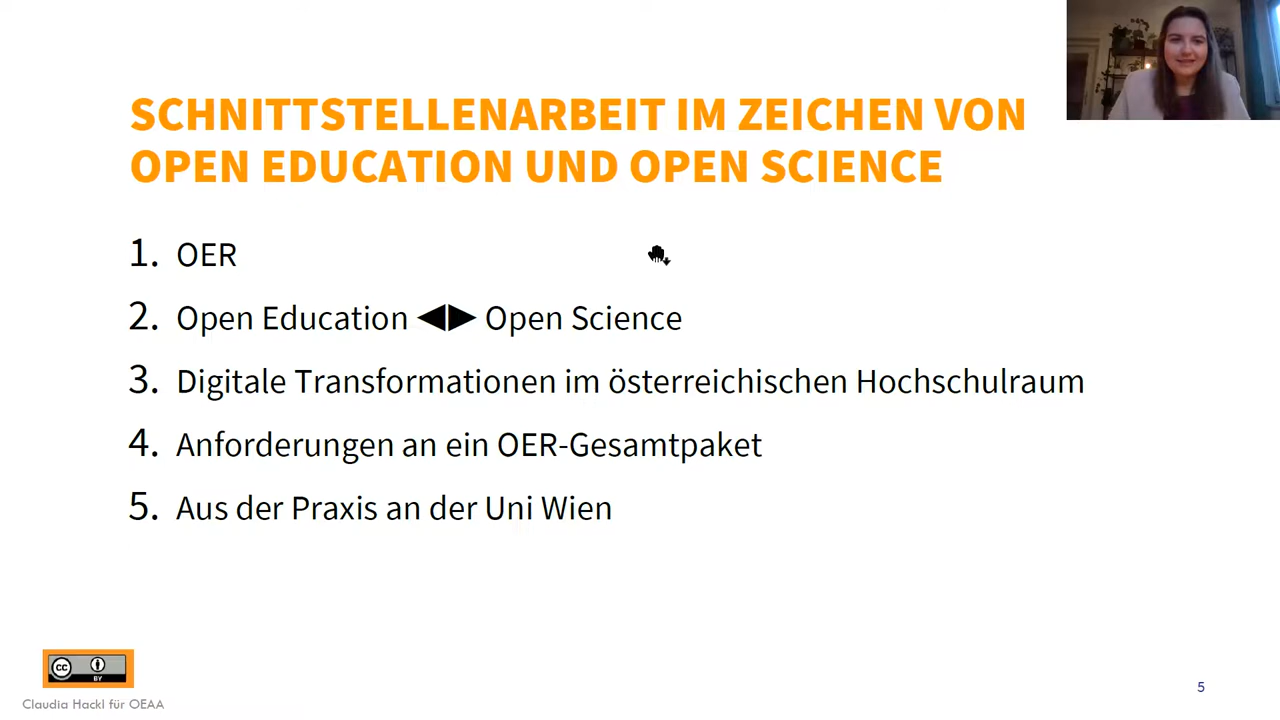 SCHNITTSTELLENARBEIT IM ZEICHEN VON
OPEN EDUCATION UND OPEN SCIENCE
1. OER
2. Open Education ◀▶ Open Science
3. Digitale Transformationen im österreichischen Hochschulraum
4. Anforderungen an ein OER-Gesamtpaket
5. Aus der Praxis an der Uni Wien
CC BY
Claudia Hackl für OEAA
5